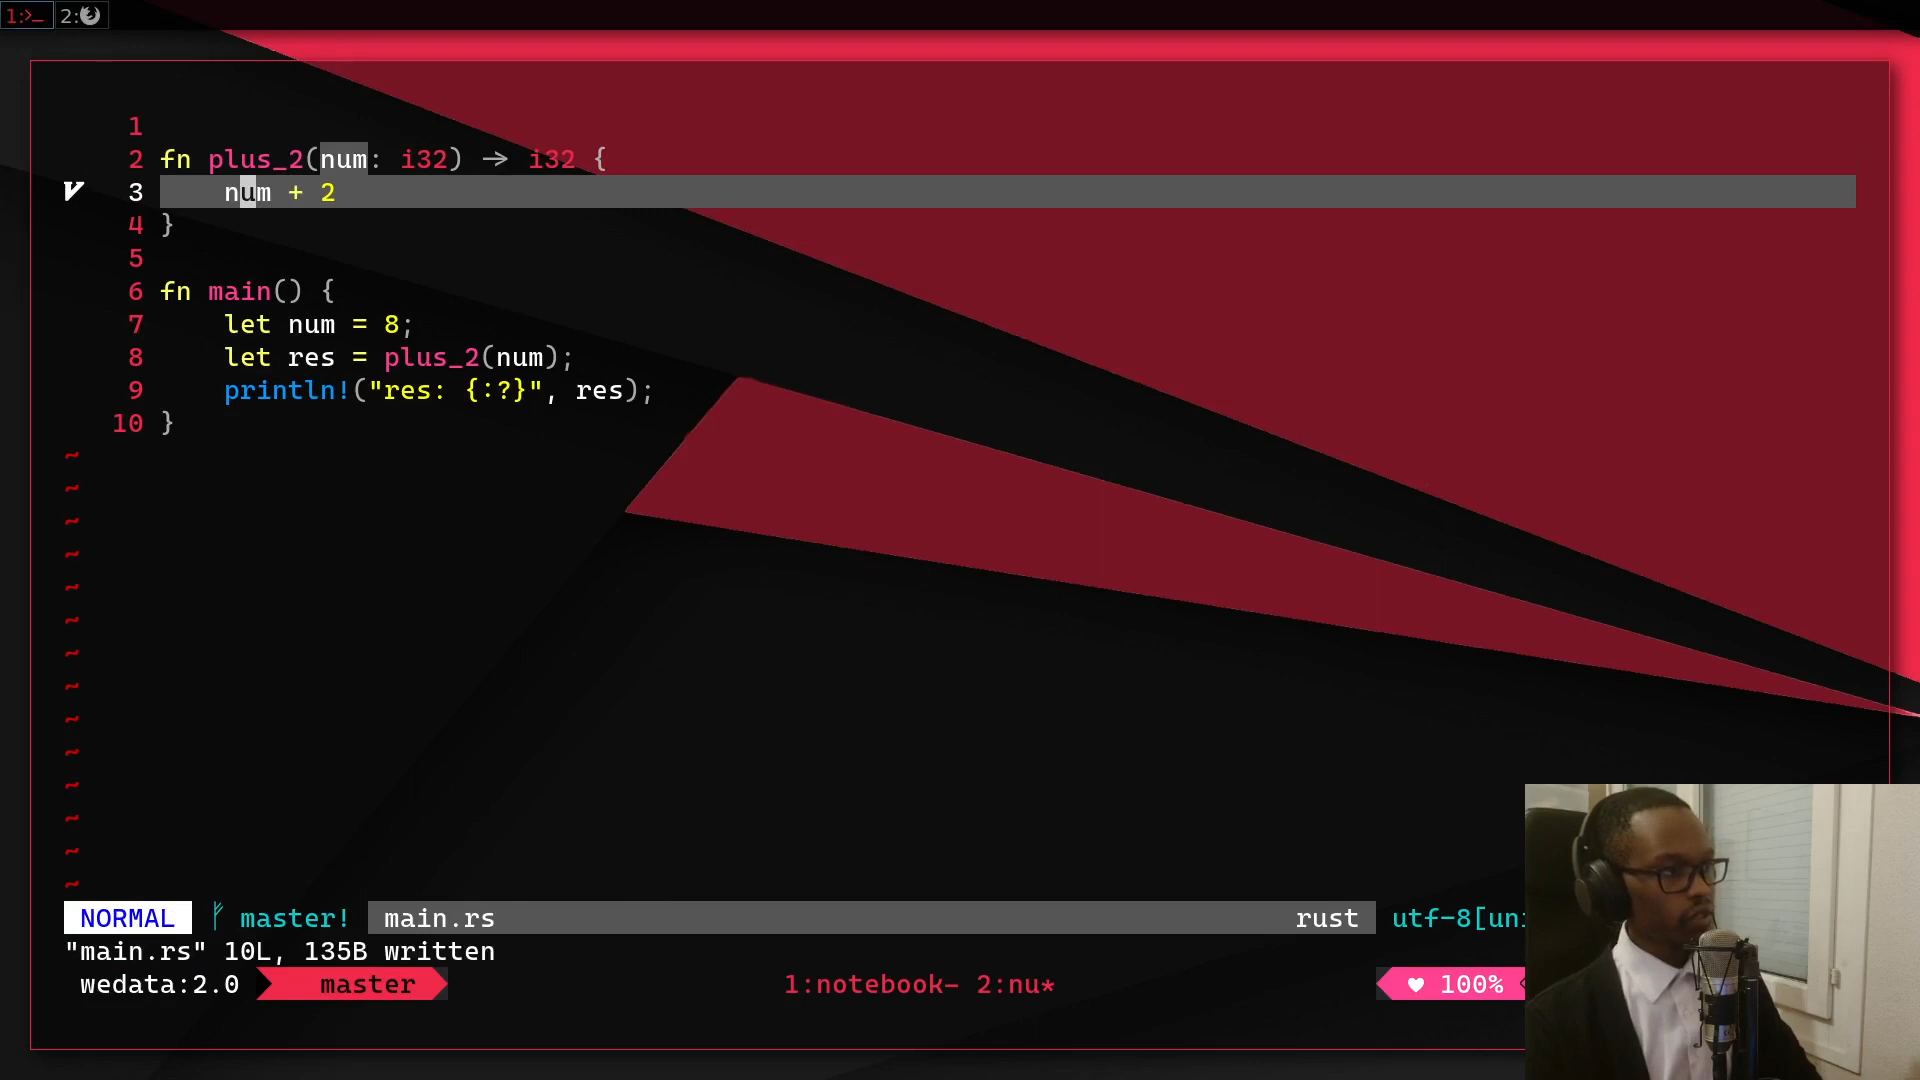 1:>_ 2:
1
2 fn plus_2(num: i32) -> i32 {
3     num + 2
4 }
5
6 fn main() {
7     let num = 8;
8     let res = plus_2(num);
9     println!("res: {:?}", res);
10 }
~
~
~
~
~
~
~
~
~
~
~
~
~
~
NORMAL master! main.rs rust utf-8[uni
"main.rs" 10L, 135B written
wedata:2.0 master 1:notebook- 2:nu* ♥ 100%